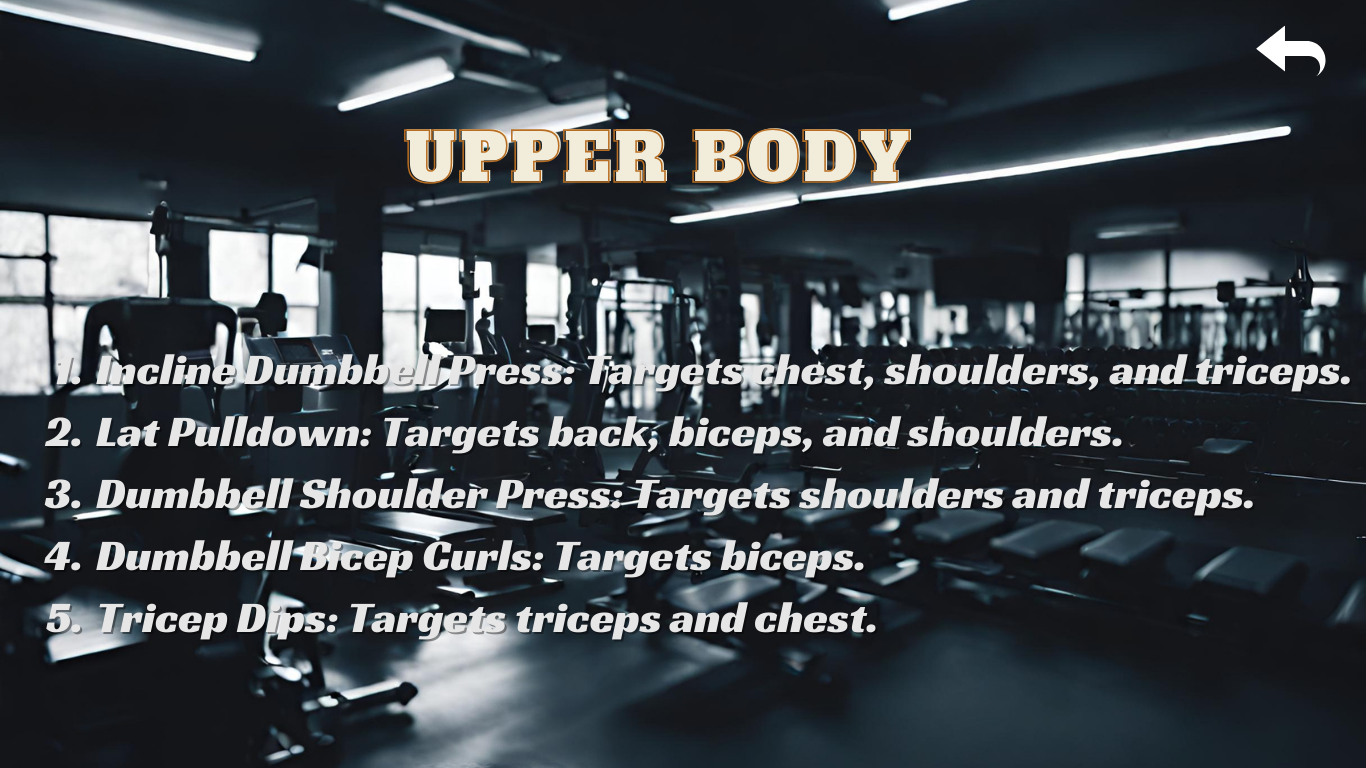 UPPER BODY
1. Incline Dumbbell Press: Targets chest, shoulders, and triceps.
2. Lat Pulldown: Targets back, biceps, and shoulders.
3. Dumbbell Shoulder Press: Targets shoulders and triceps.
4. Dumbbell Bicep Curls: Targets biceps.
5. Tricep Dips: Targets triceps and chest.